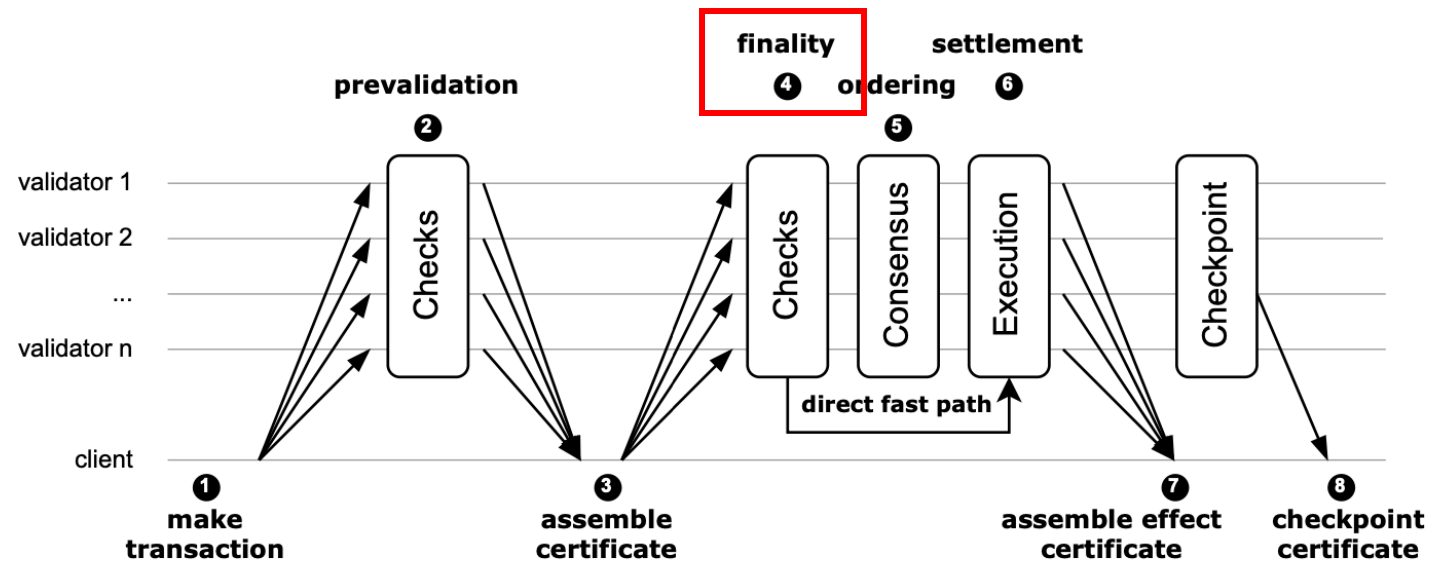 finality
settlement
4
6
prevalidation
ordering
2
5
validator 1
validator 2
...
validator n
Checks
Checks
Consensus
Execution
Checkpoint
direct fast path
client
1
3
7
8
make
transaction
assemble
certificate
assemble effect
certificate
checkpoint
certificate